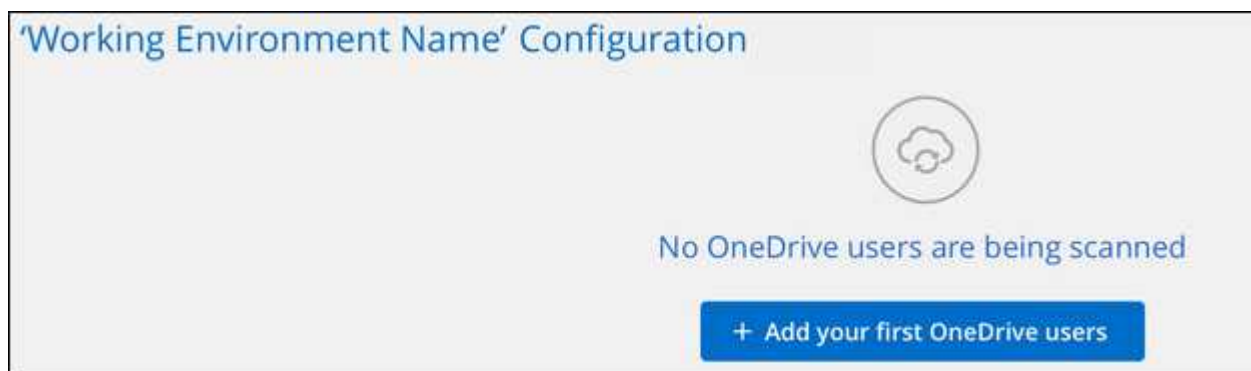 ‘Working Environment Name’ Configuration
No OneDrive users are being scanned
+ Add your first OneDrive users